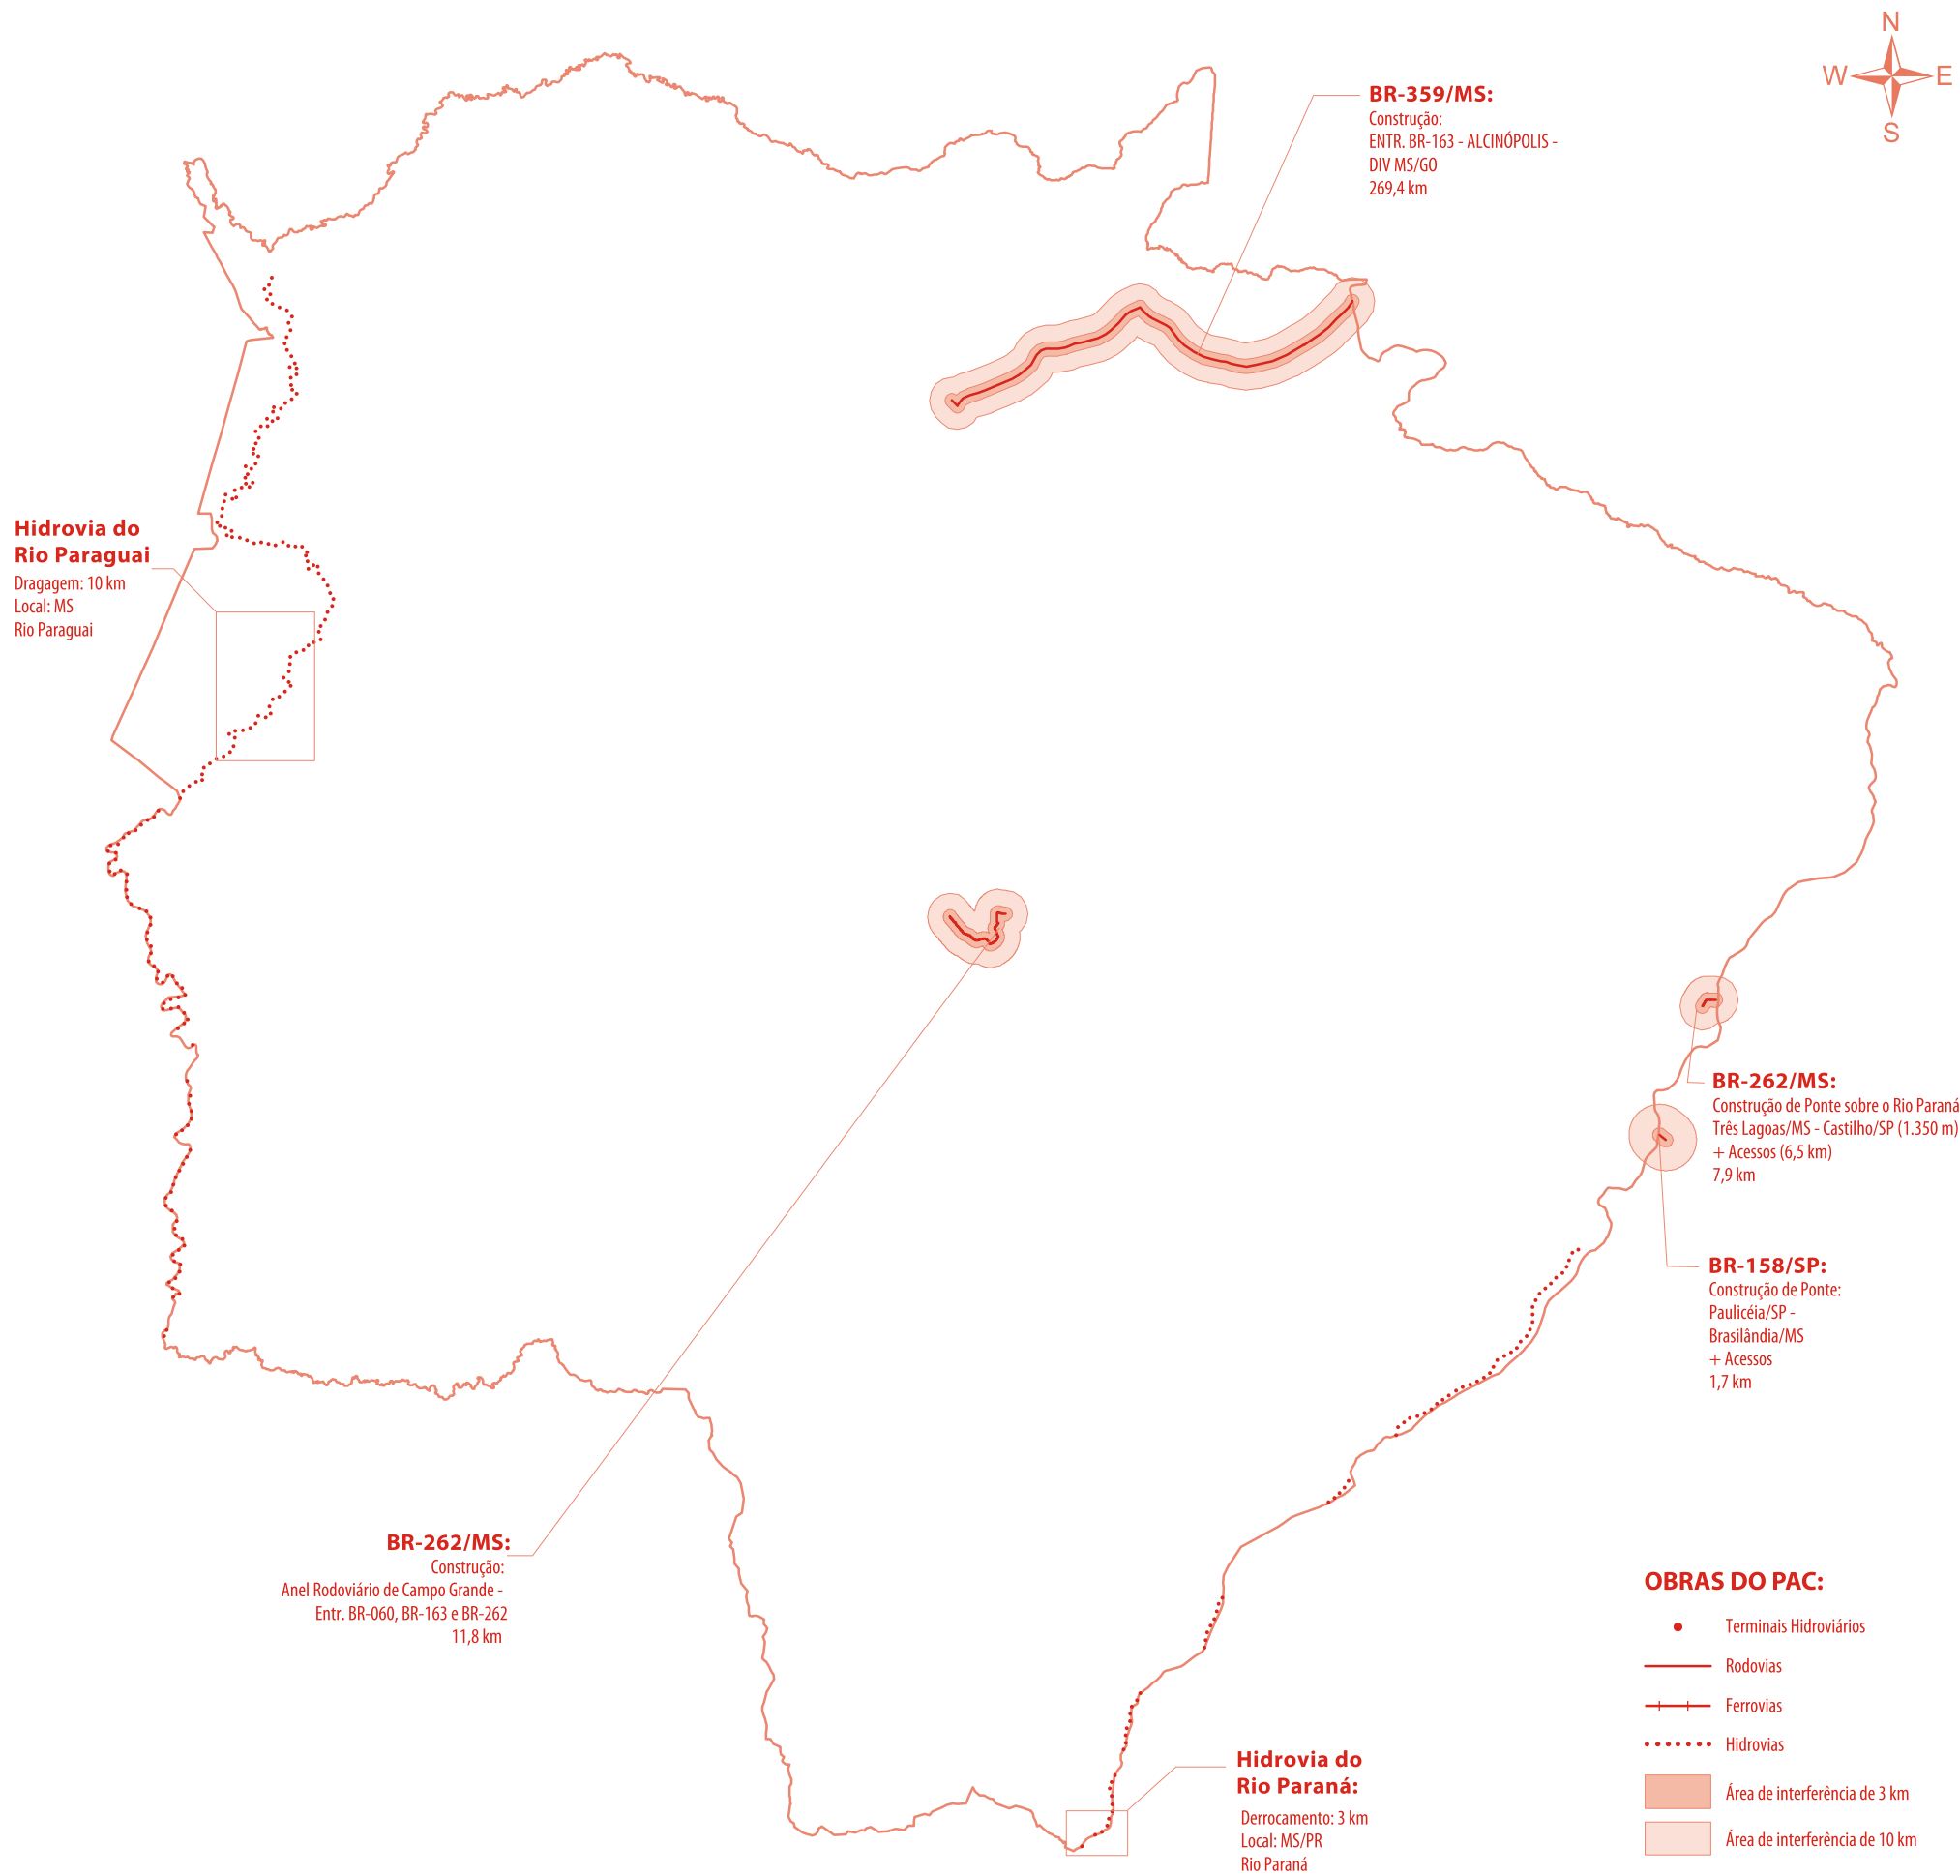 N
W E
S
BR-359/MS:
Construção:
ENTR. BR-163 - ALCINÓPOLIS -
DIV MS/GO
269,4 km
Hidrovia do
Rio Paraguai
Dragagem: 10 km
Local: MS
Rio Paraguai
BR-262/MS:
Construção de Ponte sobre o Rio Paraná
Três Lagoas/MS - Castilho/SP (1.350 m)
+ Acessos (6,5 km)
7,9 km
BR-158/SP:
Construção de Ponte:
Paulicéia/SP -
Brasilândia/MS
+ Acessos
1,7 km
BR-262/MS:
Construção:
Anel Rodoviário de Campo Grande -
Entr. BR-060, BR-163 e BR-262
11,8 km
Hidrovia do
Rio Paraná:
Derrocamento: 3 km
Local: MS/PR
Rio Paraná
OBRAS DO PAC:
Terminais Hidroviários
Rodovias
Ferrovias
Hidrovias
Área de interferência de 3 km
Área de interferência de 10 km